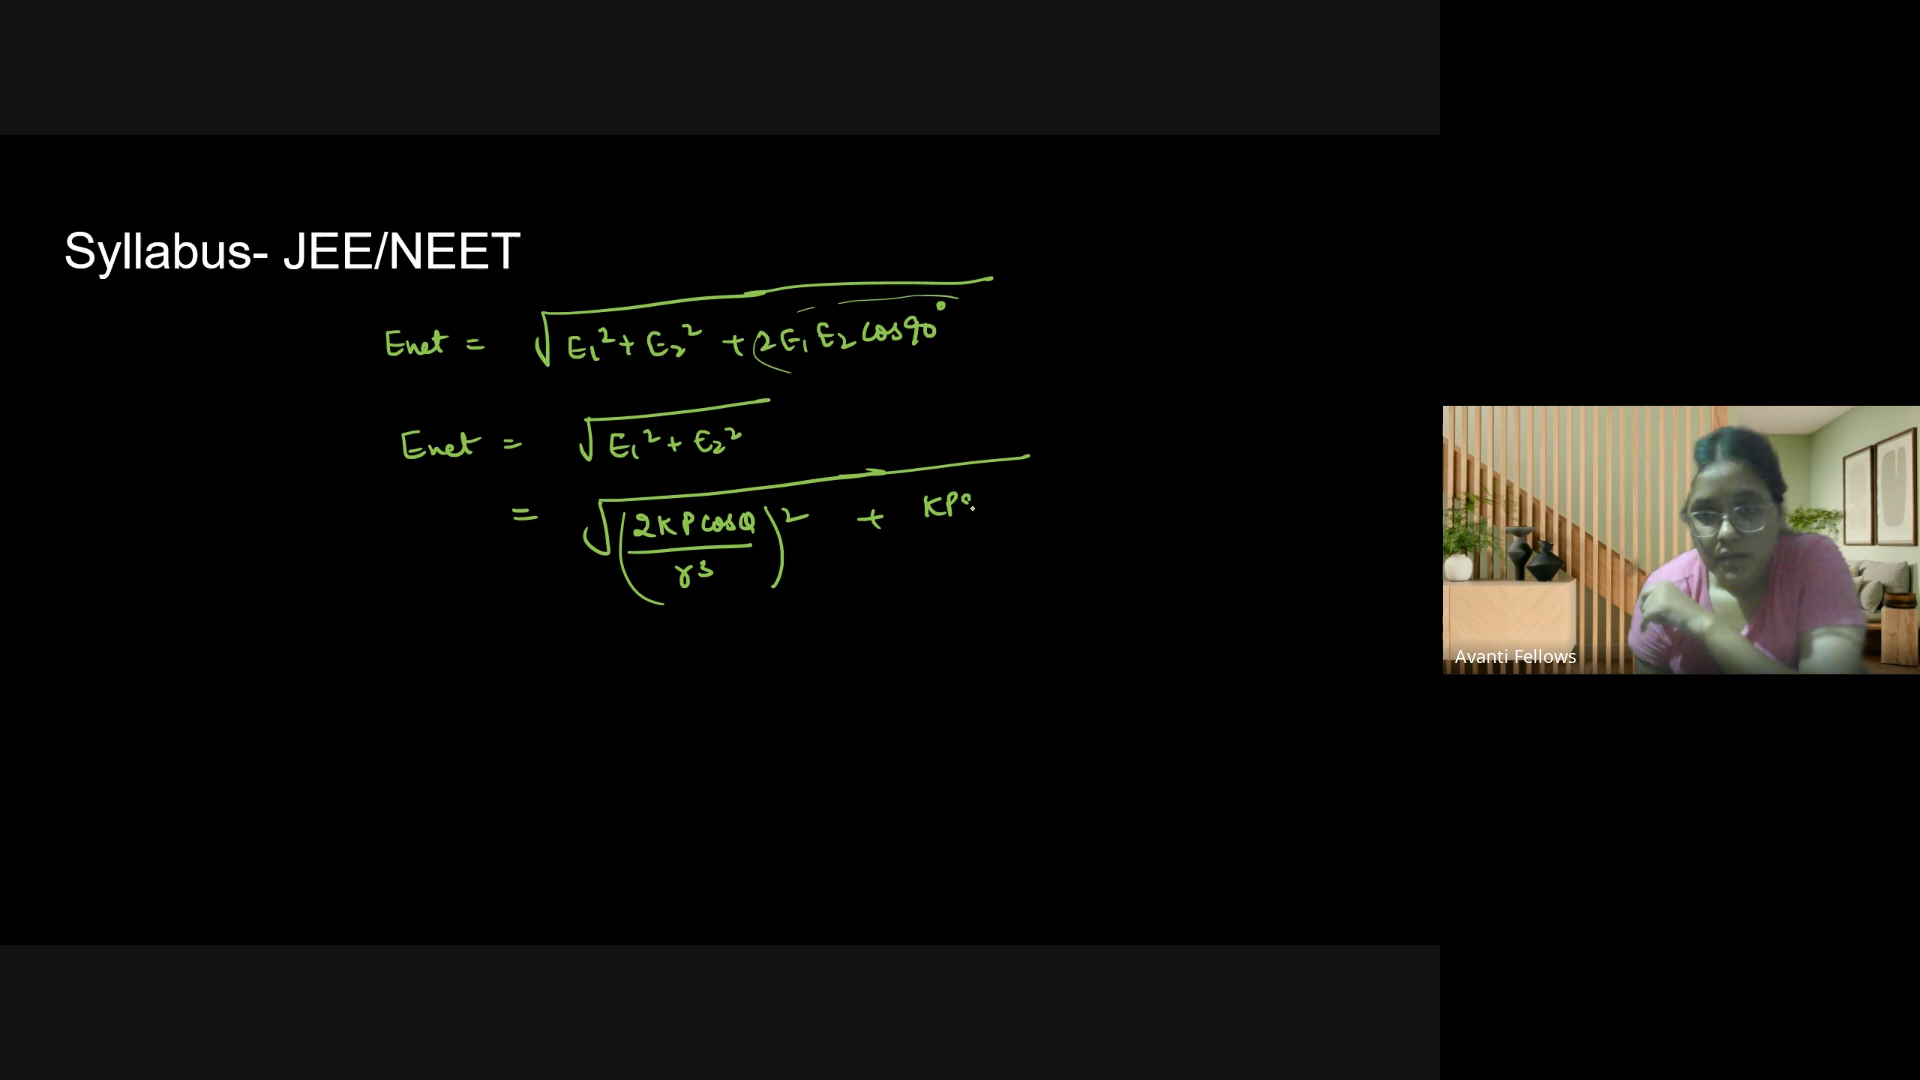 Syllabus- JEE/NEET
Enet = √(E₁² + E₂² + 2E₁E₂ cos90°)
Enet = √(E₁² + E₂²)
= √((2KPcosθ/r³)² + KP
Avanti Fellows